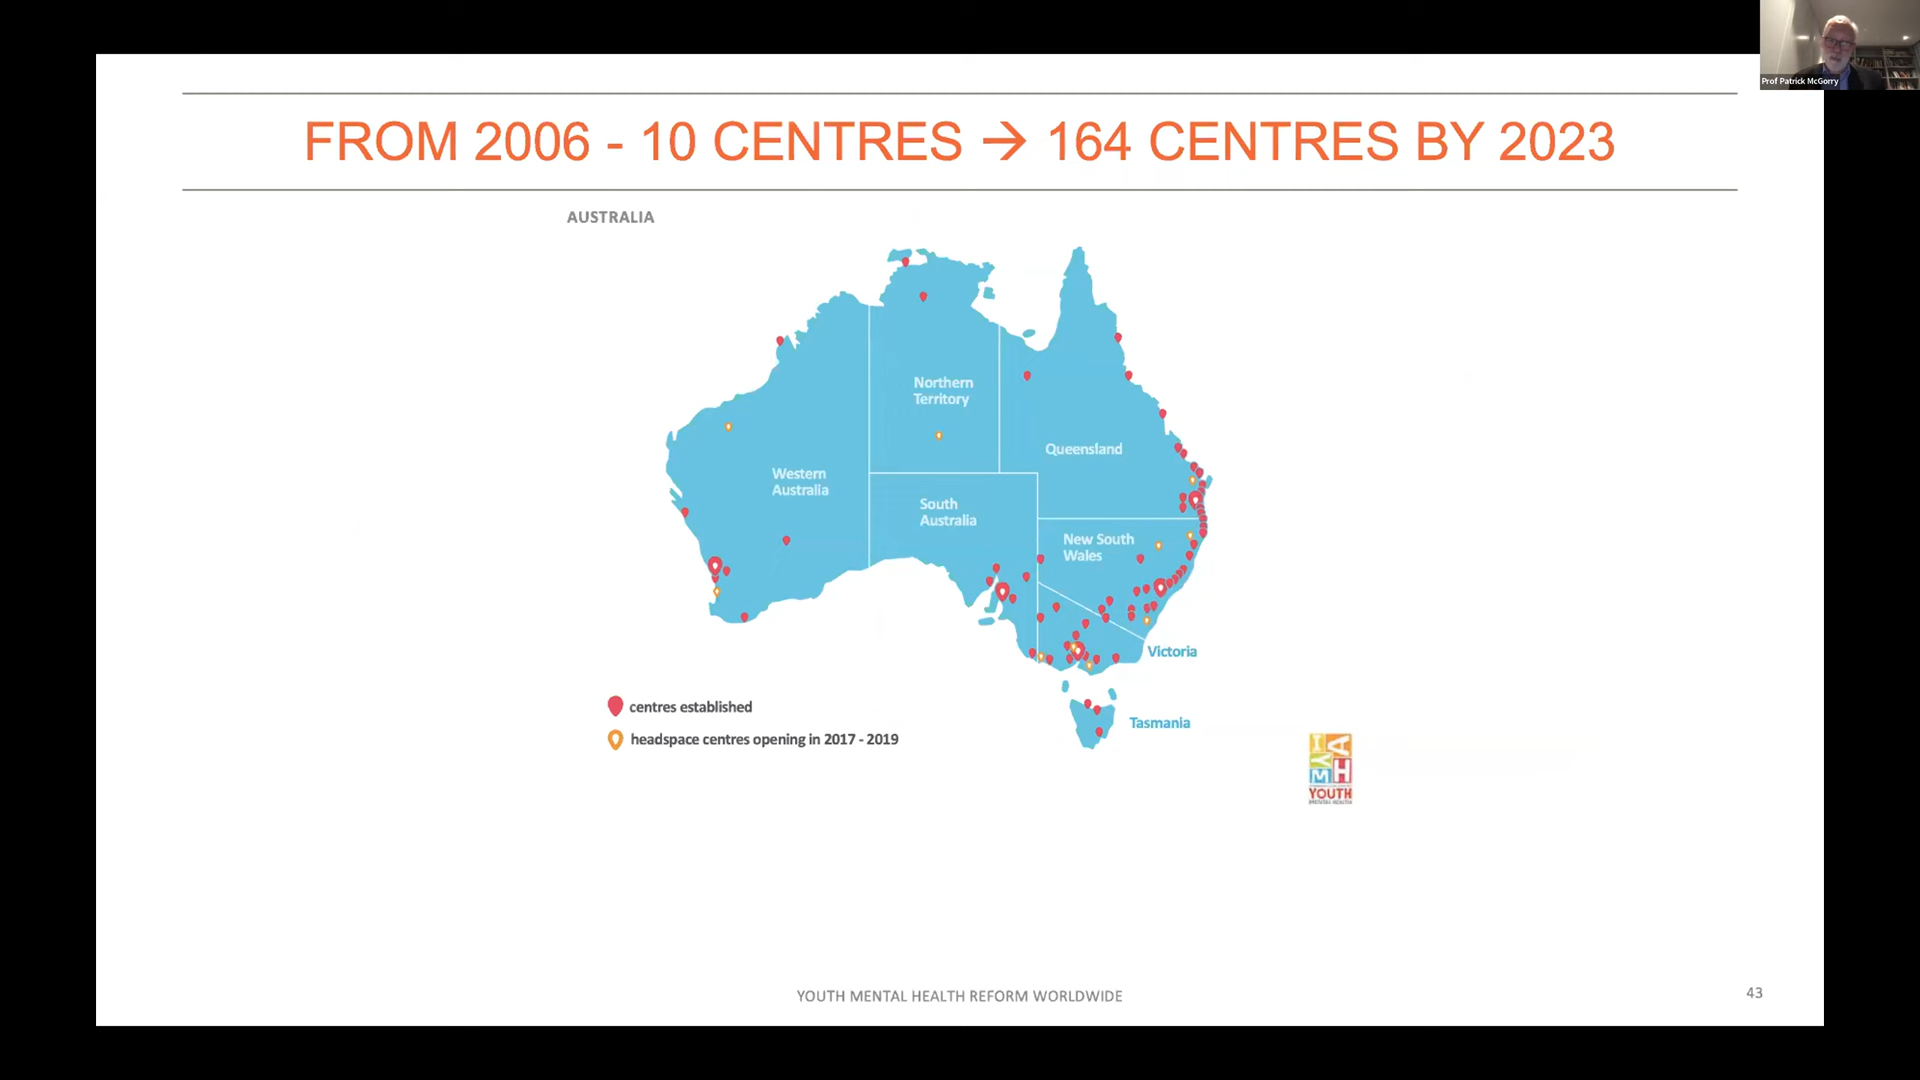 Prof Patrick McGorry
FROM 2006 - 10 CENTRES → 164 CENTRES BY 2023
AUSTRALIA
Northern
Territory
Queensland
Western
Australia
South
Australia
New South
Wales
Victoria
centres established
Tasmania
headspace centres opening in 2017 - 2019
I A
Y
M H
YOUTH
MENTAL HEALTH
YOUTH MENTAL HEALTH REFORM WORLDWIDE
43